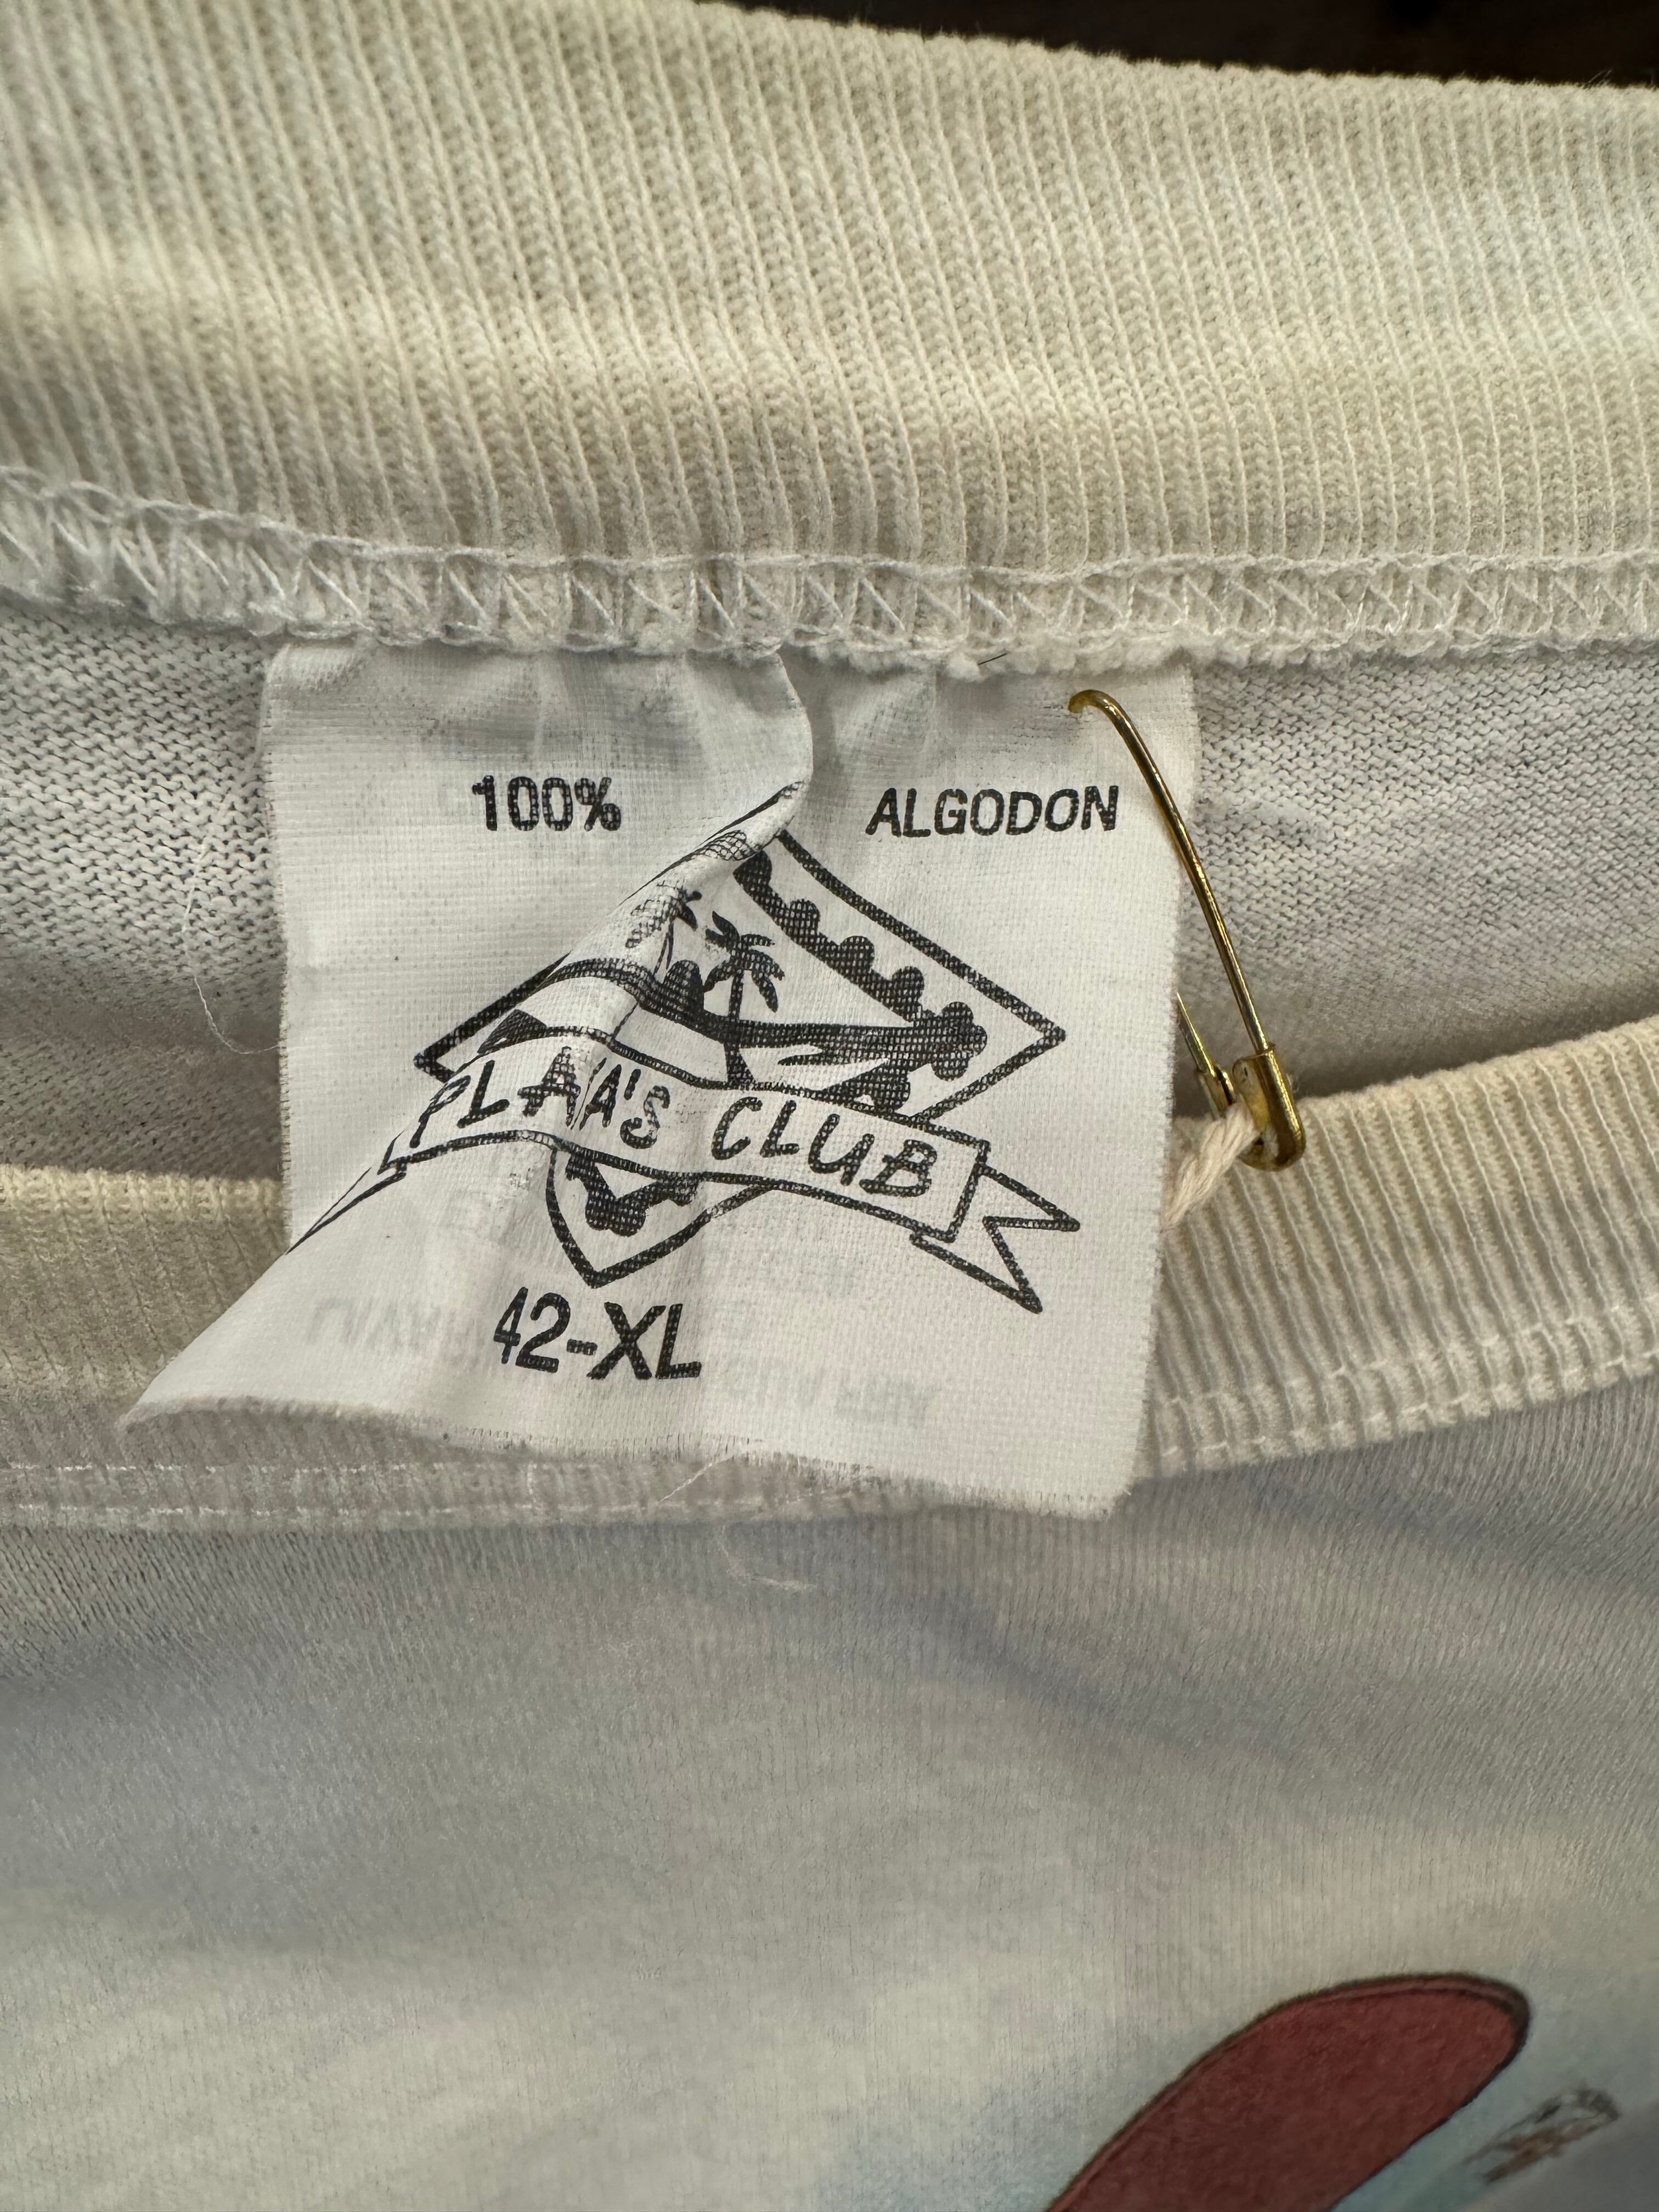 100% ALGODON
PLAYA'S CLUB
42-XL